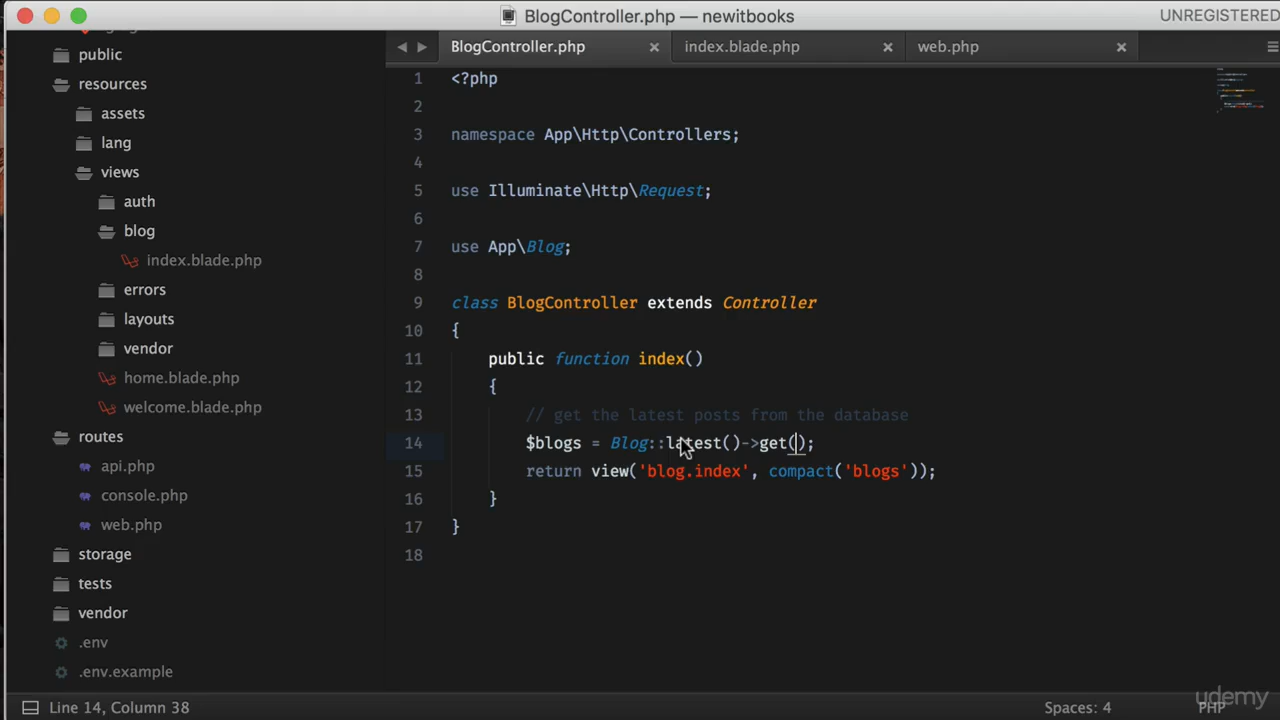 BlogController.php — newitbooks
UNREGISTERED
public
resources
assets
lang
views
auth
blog
index.blade.php
errors
layouts
vendor
home.blade.php
welcome.blade.php
routes
api.php
console.php
web.php
storage
tests
vendor
.env
.env.example
BlogController.php
index.blade.php
web.php
1 <?php
2
3 namespace App\Http\Controllers;
4
5 use Illuminate\Http\Request;
6
7 use App\Blog;
8
9 class BlogController extends Controller
10 {
11 public function index()
12 {
13 // get the latest posts from the database
14 $blogs = Blog::latest()->get();
15 return view('blog.index', compact('blogs'));
16 }
17 }
18
Line 14, Column 38
Spaces: 4
PHP
udemy